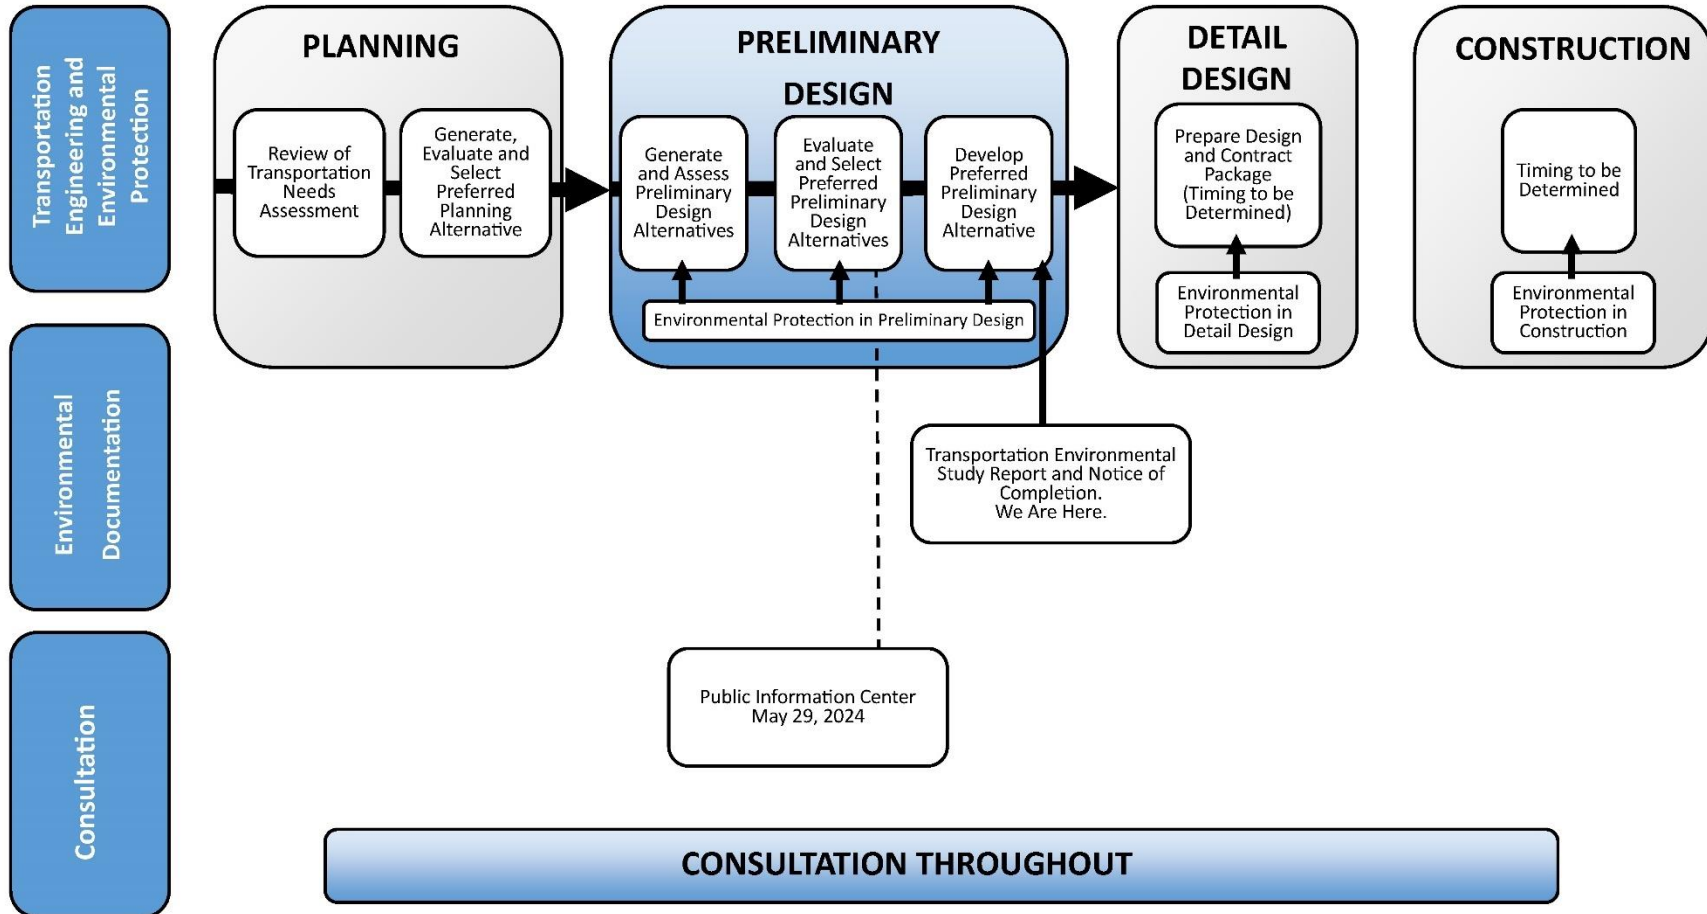 Transportation
Engineering and
Environmental
Protection
PLANNING
Review of
Transportation
Needs
Assessment
Generate,
Evaluate and
Select
Preferred
Planning
Alternative
PRELIMINARY
DESIGN
Generate
and Assess
Preliminary
Design
Alternatives
Evaluate
and Select
Preferred
Preliminary
Design
Alternatives
Develop
Preferred
Preliminary
Design
Alternative
Environmental Protection in Preliminary Design
DETAIL
DESIGN
Prepare Design
and Contract
Package
(Timing to be
Determined)
Environmental
Protection in
Detail Design
CONSTRUCTION
Timing to be
Determined
Environmental
Protection in
Construction
Environmental
Documentation
Transportation Environmental
Study Report and Notice of
Completion.
We Are Here.
Consultation
Public Information Center
May 29, 2024
CONSULTATION THROUGHOUT